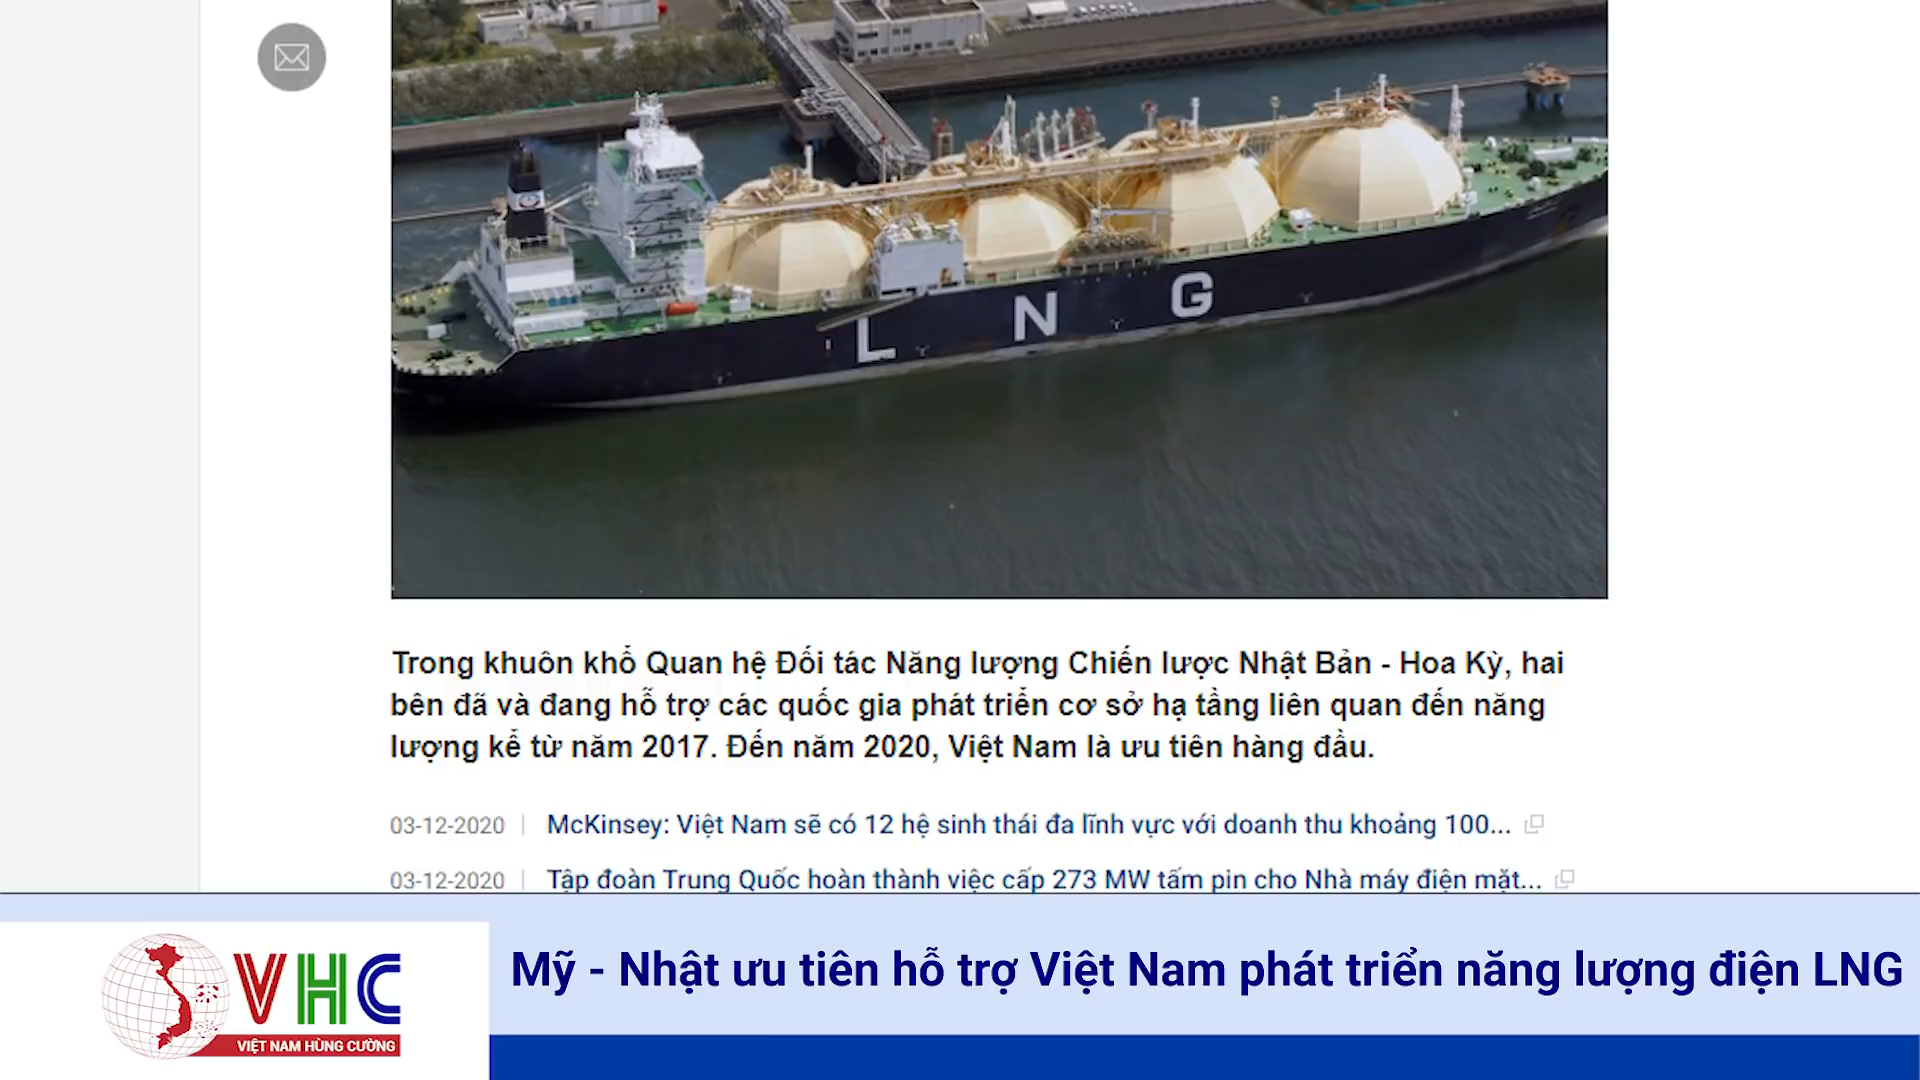 L N G
Trong khuôn khổ Quan hệ Đối tác Năng lượng Chiến lược Nhật Bản - Hoa Kỳ, hai
bên đã và đang hỗ trợ các quốc gia phát triển cơ sở hạ tầng liên quan đến năng
lượng kể từ năm 2017. Đến năm 2020, Việt Nam là ưu tiên hàng đầu.
03-12-2020 | McKinsey: Việt Nam sẽ có 12 hệ sinh thái đa lĩnh vực với doanh thu khoảng 100...
03-12-2020 | Tập đoàn Trung Quốc hoàn thành việc cấp 273 MW tấm pin cho Nhà máy điện mặt...
VHC
VIỆT NAM HÙNG CƯỜNG
Mỹ - Nhật ưu tiên hỗ trợ Việt Nam phát triển năng lượng điện LNG